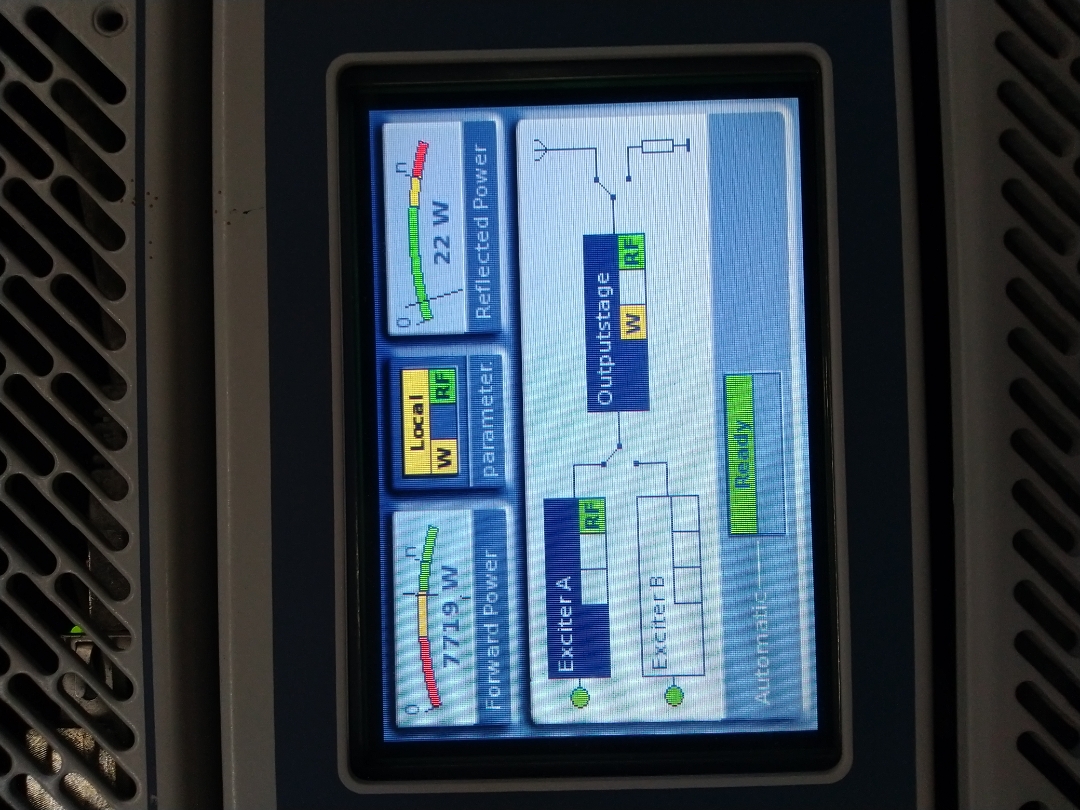 0 n
7719 W
Forward Power
Local
W RF
parameter.
0 n
22 W
Reflected Power
Exciter A
RF
Exciter B
Outputstage
W RF
Automatic
Ready